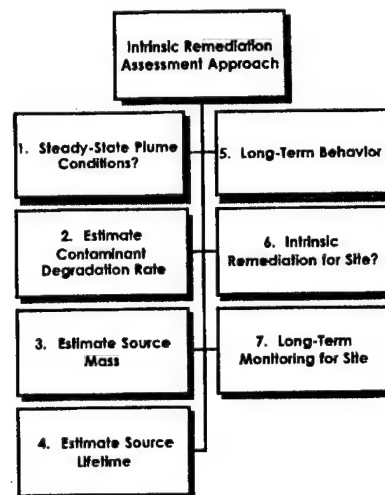 Intrinsic Remediation
Assessment Approach
1. Steady-State Plume
Conditions?
2. Estimate
Contaminant
Degradation Rate
3. Estimate Source
Mass
4. Estimate Source
Lifetime
5. Long-Term Behavior
6. Intrinsic
Remediation for Site?
7. Long-Term
Monitoring for Site